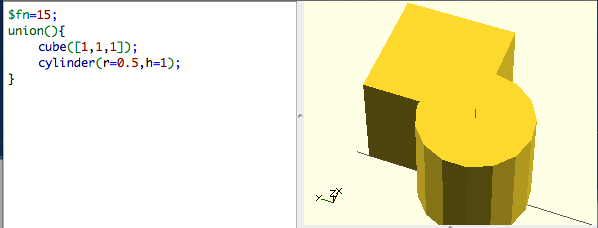 $fn=15;
union(){
    cube([1,1,1]);
    cylinder(r=0.5,h=1);
}